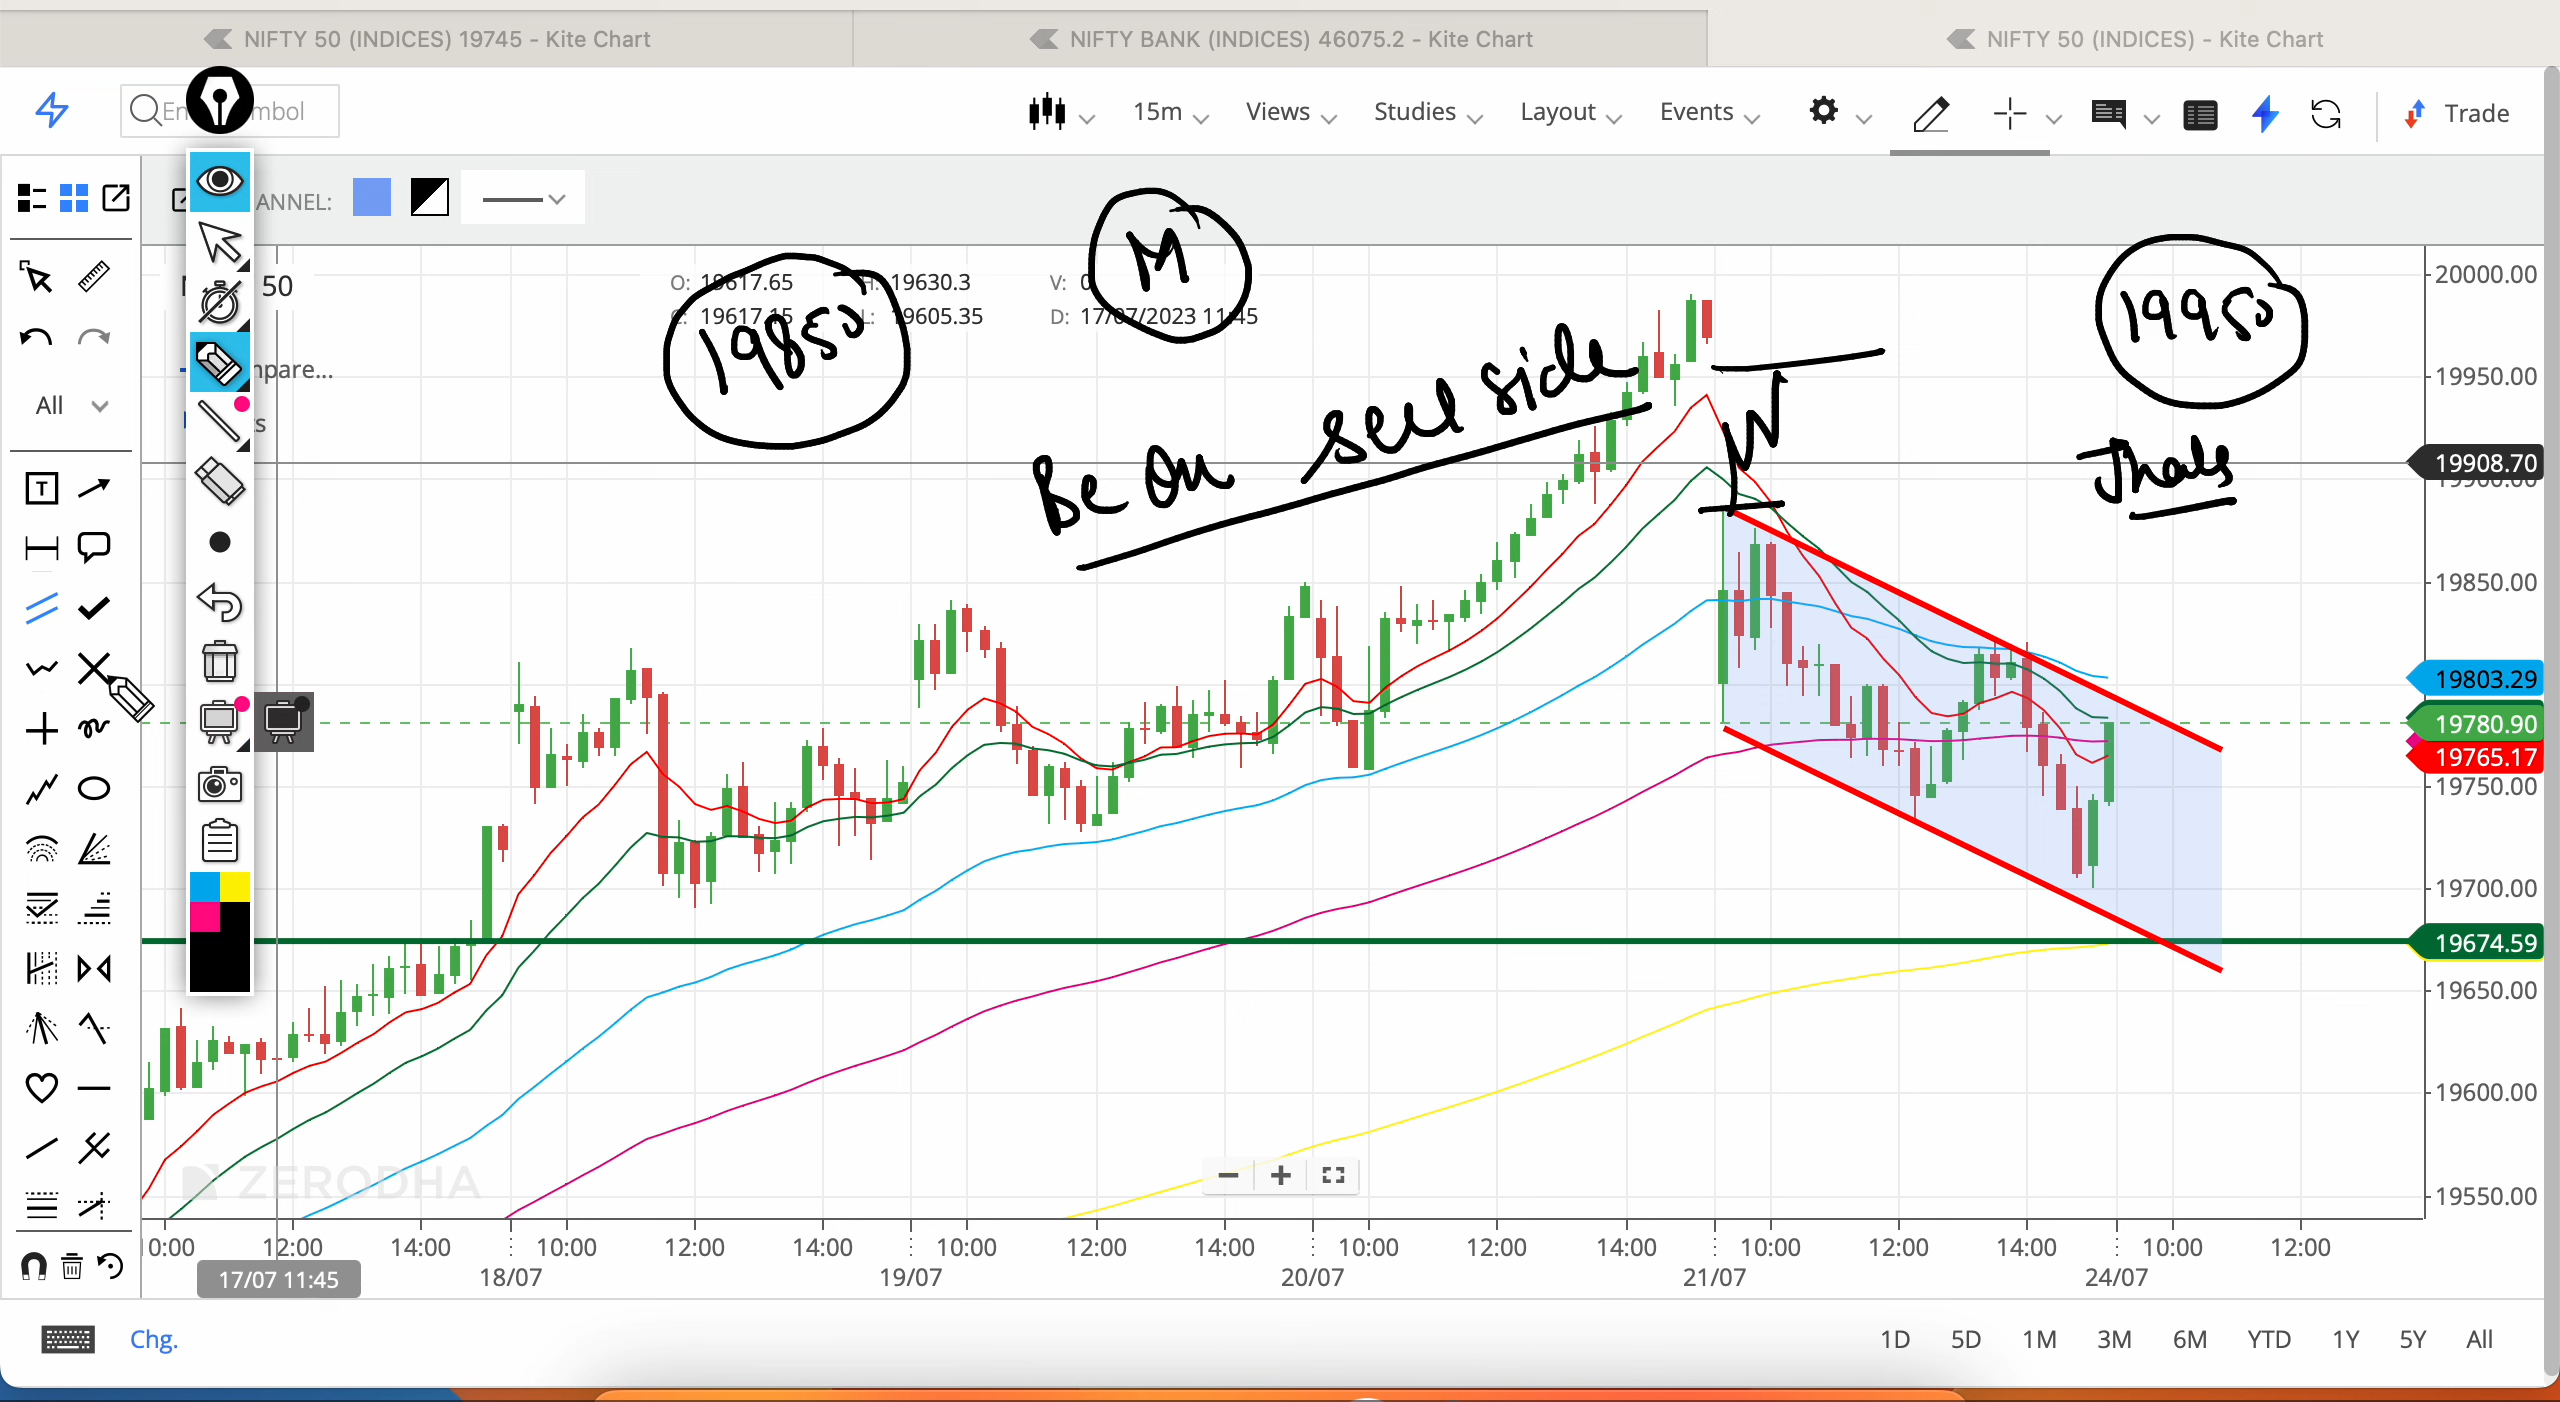 NIFTY 50 (INDICES) 19745 - Kite Chart
NIFTY BANK (INDICES) 46075.2 - Kite Chart
NIFTY 50 (INDICES) - Kite Chart
15m
Views
Studies
Layout
Events
Trade
ANNEL:
50
O: 19617.65
H: 19630.3
V: 0
C: 19617.15
L: 19605.35
D: 17/07/2023 11:45
mpare...
All
T
M
19850
Be on sell side
N
19950
20000.00
19950.00
19908.70
19900.00
19850.00
19803.29
19780.90
19765.17
19750.00
19700.00
19674.59
19650.00
19600.00
19550.00
ZERODHA
0:00 12:00 14:00 10:00 12:00 14:00 10:00 12:00 14:00 10:00 12:00 14:00 10:00 12:00 14:00 10:00 12:00
17/07 11:45
18/07 19/07 20/07 21/07 24/07
Chg.
1D 5D 1M 3M 6M YTD 1Y 5Y All